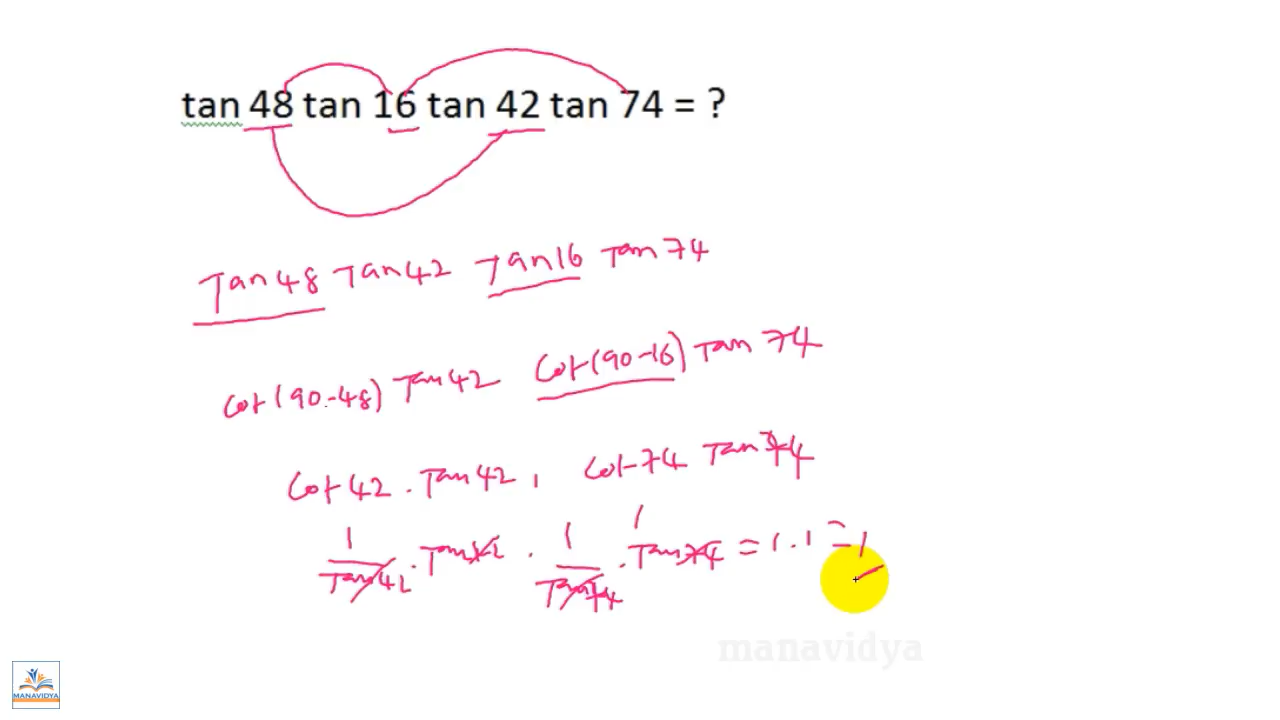 tan 48 tan 16 tan 42 tan 74 = ?
Tan 48 Tan 42 Tan 16 Tan 74
Cot (90-48) Tan 42 Cot (90-16) Tan 74
Cot 42 . Tan 42 , Cot 74 Tan 74
1 1 1
Tan 42 . Tan 42 . Tan 74 . Tan 74 = 1.1 = 1
manavidya
MANAVIDYA